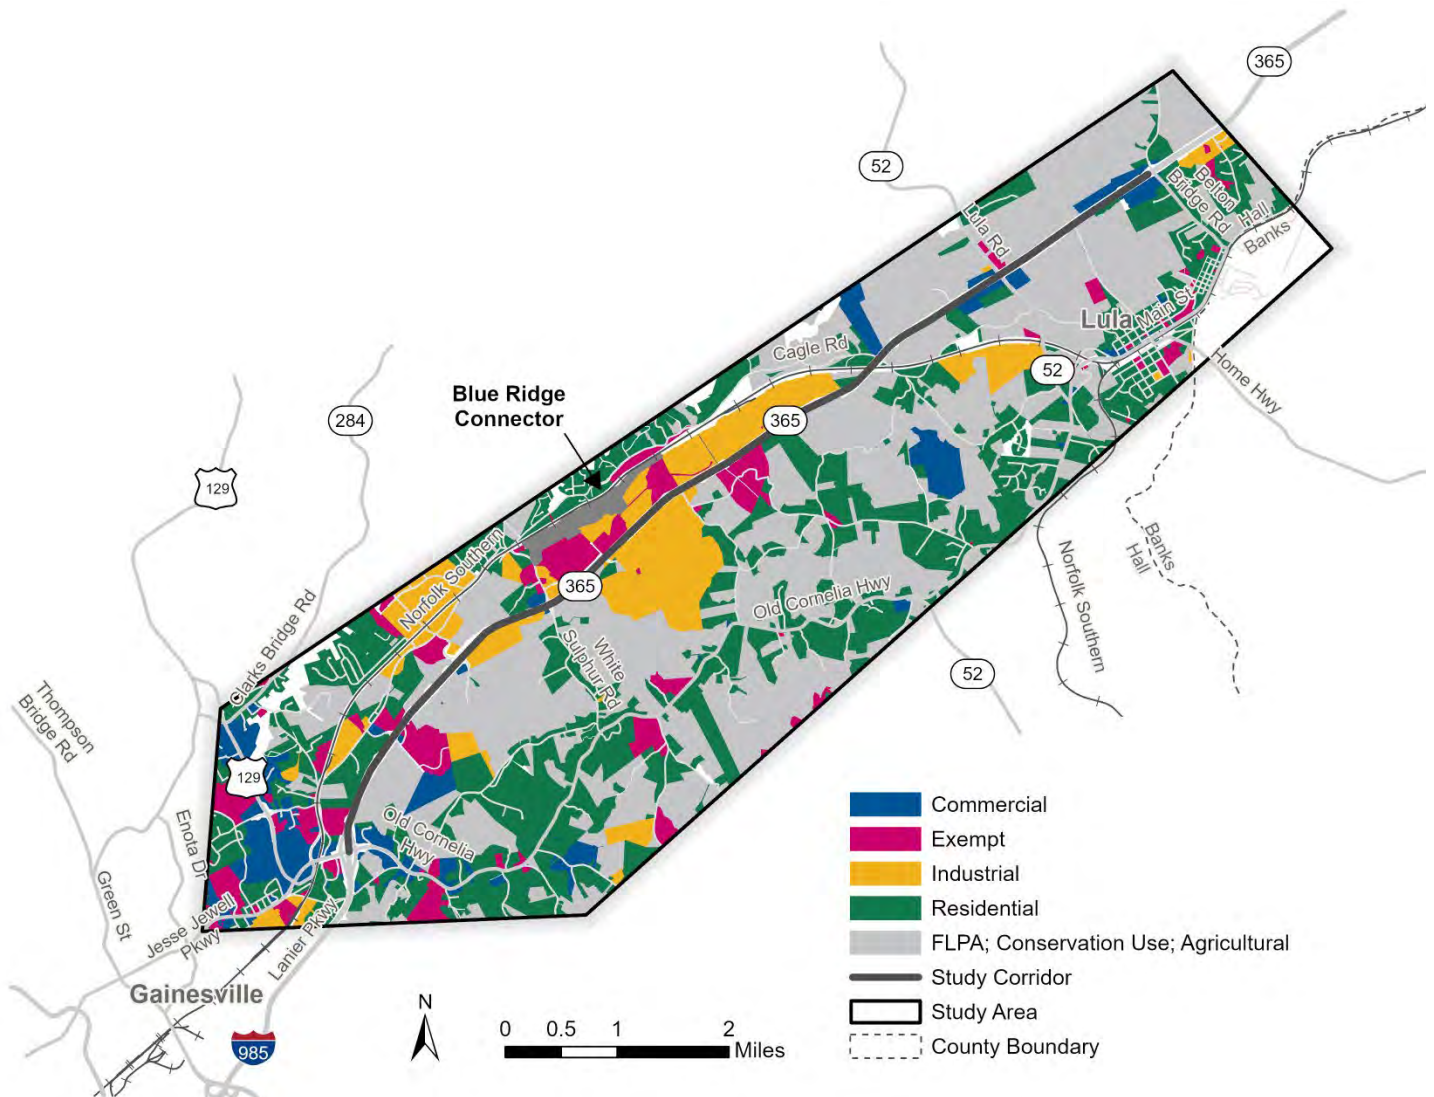 365
52
Lula Rd
Belton
Bridge Rd
Hall
Banks
Main St
Lula
Cagle Rd
52
Home Hwy
Blue Ridge
Connector
365
284
129
Norfolk Southern
365
Banks
Hall
Norfolk Southern
Old Cornelia Hwy
White
Sulphur Rd
52
Clarks Bridge Rd
Thompson
Bridge Rd
129
Enota Dr
Old Cornelia
Hwy
Green St
Jesse Jewell
Pkwy
Lanier Pkwy
Gainesville
985
N
0 0.5 1 2
Miles
Commercial
Exempt
Industrial
Residential
FLPA; Conservation Use; Agricultural
Study Corridor
Study Area
County Boundary